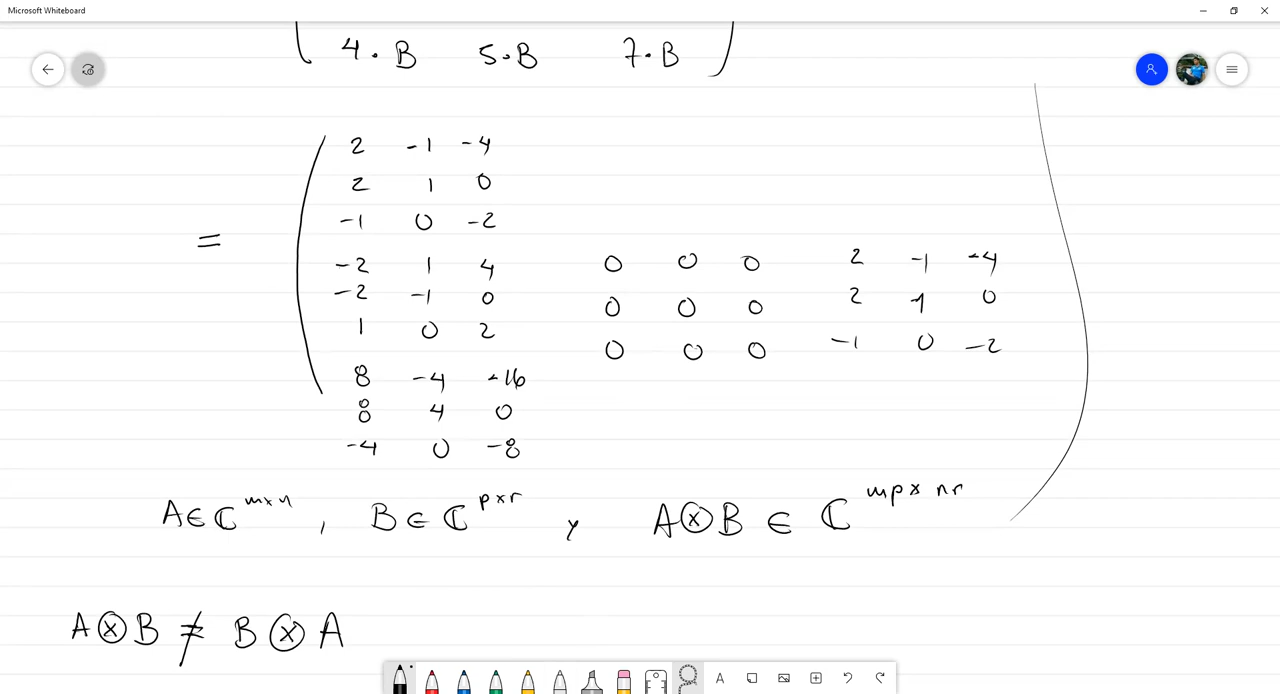 Microsoft Whiteboard
4·B 5·B 7·B
2 -1 -4
2 1 0
-1 0 -2
=
-2 1 4 0 0 0 2 -1 -4
-2 -1 0 0 0 0 2 1 0
1 0 2 0 0 0 -1 0 -2
8 -4 -16
8 4 0
-4 0 -8
A∈ℂ^{m×n}, B∈ℂ^{p×r} y A⊗B ∈ ℂ^{mp×nr}
A⊗B ≠ B⊗A
A